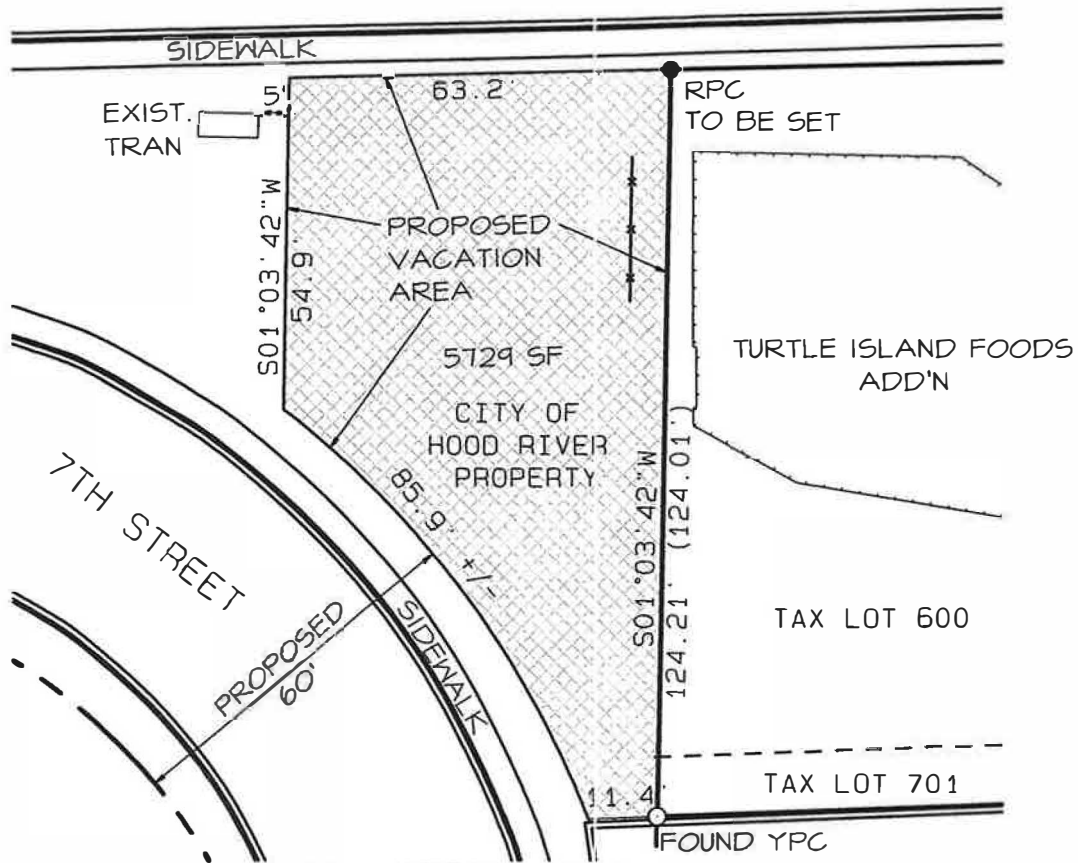 SIDEWALK
63.2'
5'
EXIST.
TRAN
RPC
TO BE SET
S01°03'42"W
54.9'
PROPOSED
VACATION
AREA
5729 SF
CITY OF
HOOD RIVER
PROPERTY
TURTLE ISLAND FOODS
ADD'N
7TH STREET
85.9' +/-
S01°03'42"W
124.21' (124.01')
PROPOSED
60'
SIDEWALK
TAX LOT 600
TAX LOT 701
11.4'
FOUND YPC